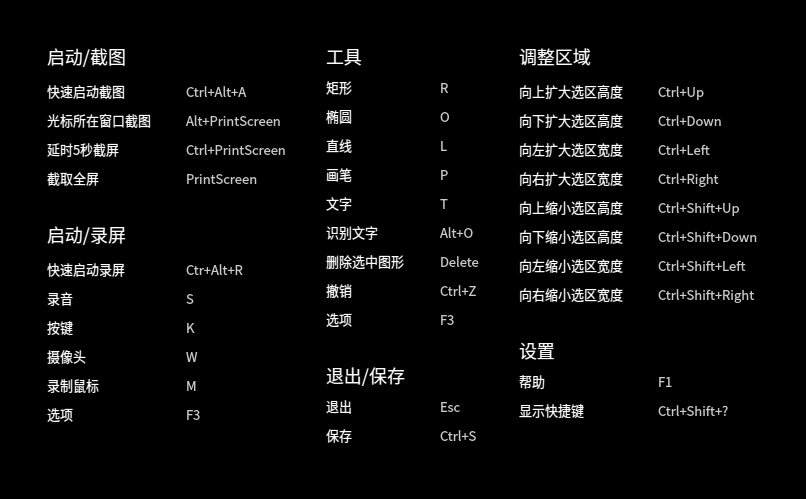 启动/截图
快速启动截图 Ctrl+Alt+A
光标所在窗口截图 Alt+PrintScreen
延时5秒截屏 Ctrl+PrintScreen
截取全屏 PrintScreen
启动/录屏
快速启动录屏 Ctr+Alt+R
录音 S
按键 K
摄像头 W
录制鼠标 M
选项 F3
工具
矩形 R
椭圆 O
直线 L
画笔 P
文字 T
识别文字 Alt+O
删除选中图形 Delete
撤销 Ctrl+Z
选项 F3
退出/保存
退出 Esc
保存 Ctrl+S
调整区域
向上扩大选区高度 Ctrl+Up
向下扩大选区高度 Ctrl+Down
向左扩大选区宽度 Ctrl+Left
向右扩大选区宽度 Ctrl+Right
向上缩小选区高度 Ctrl+Shift+Up
向下缩小选区高度 Ctrl+Shift+Down
向左缩小选区宽度 Ctrl+Shift+Left
向右缩小选区宽度 Ctrl+Shift+Right
设置
帮助 F1
显示快捷键 Ctrl+Shift+?